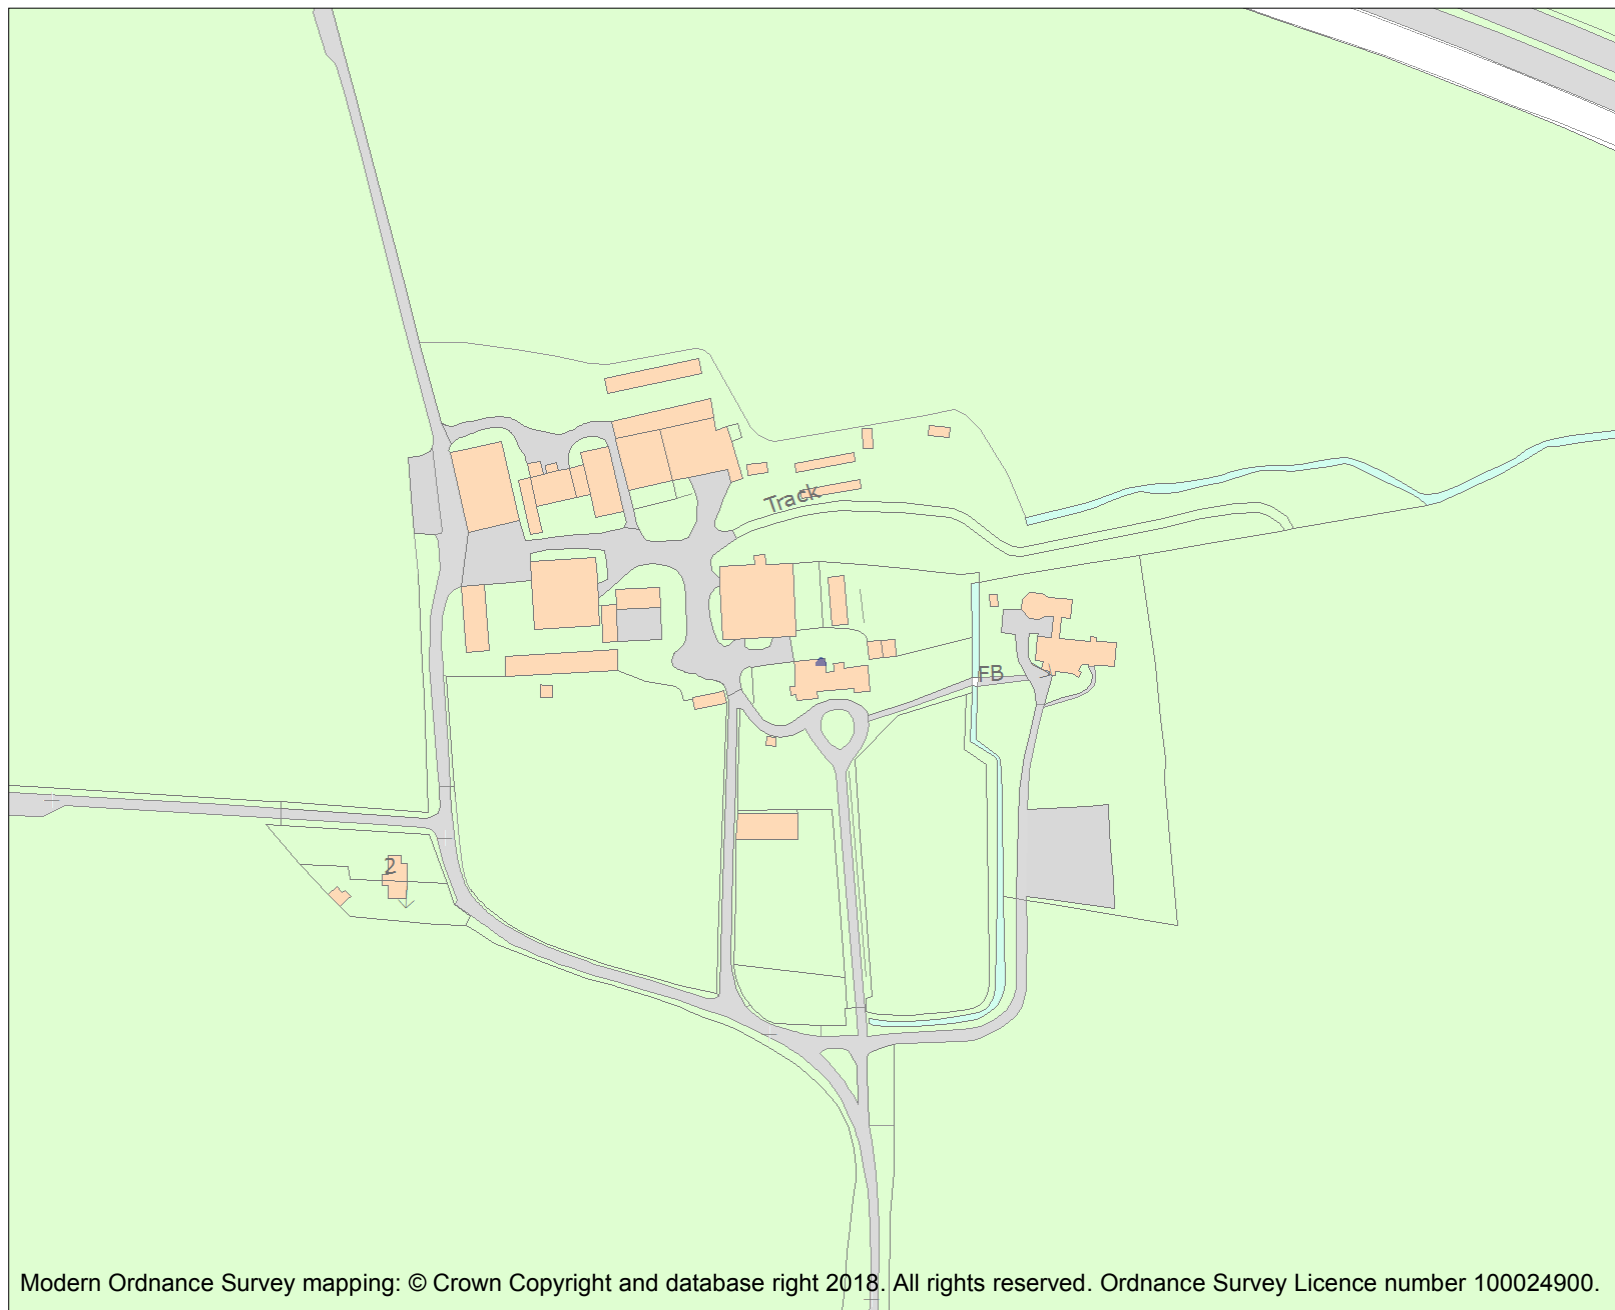 Track
FB
2
Modern Ordnance Survey mapping: © Crown Copyright and database right 2018. All rights reserved. Ordnance Survey Licence number 100024900.